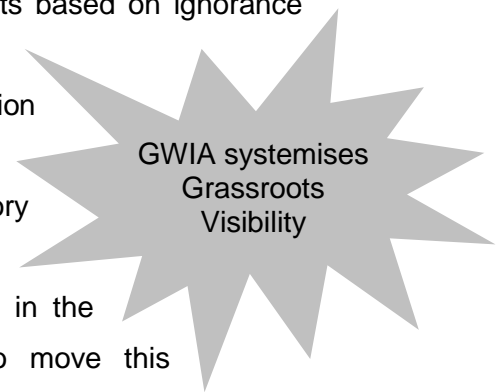 ts based on ignorance
ion
GWIA systemises
Grassroots
Visibility
ory
in the
move this